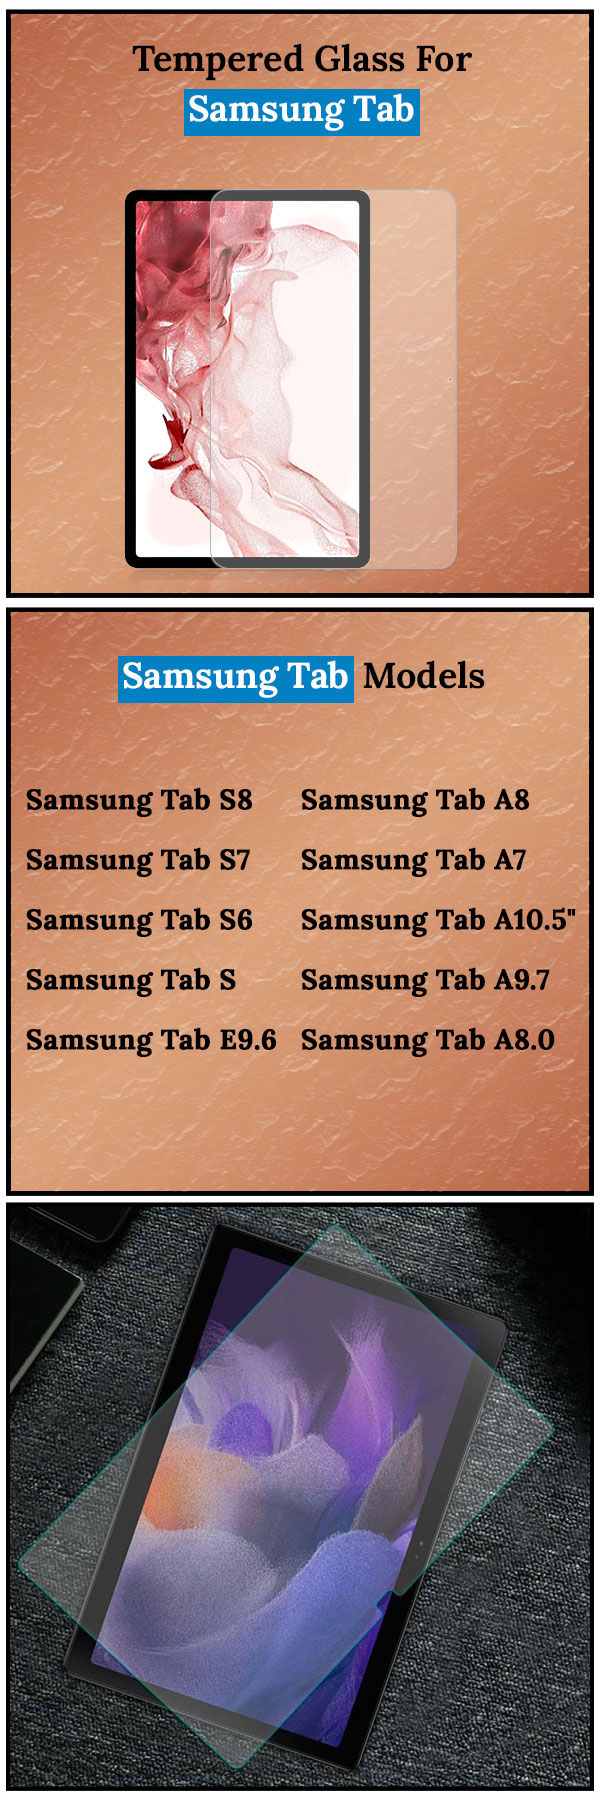 Tempered Glass For
Samsung Tab
Samsung Tab Models
Samsung Tab S8
Samsung Tab S7
Samsung Tab S6
Samsung Tab S
Samsung Tab E9.6
Samsung Tab A8
Samsung Tab A7
Samsung Tab A10.5"
Samsung Tab A9.7
Samsung Tab A8.0